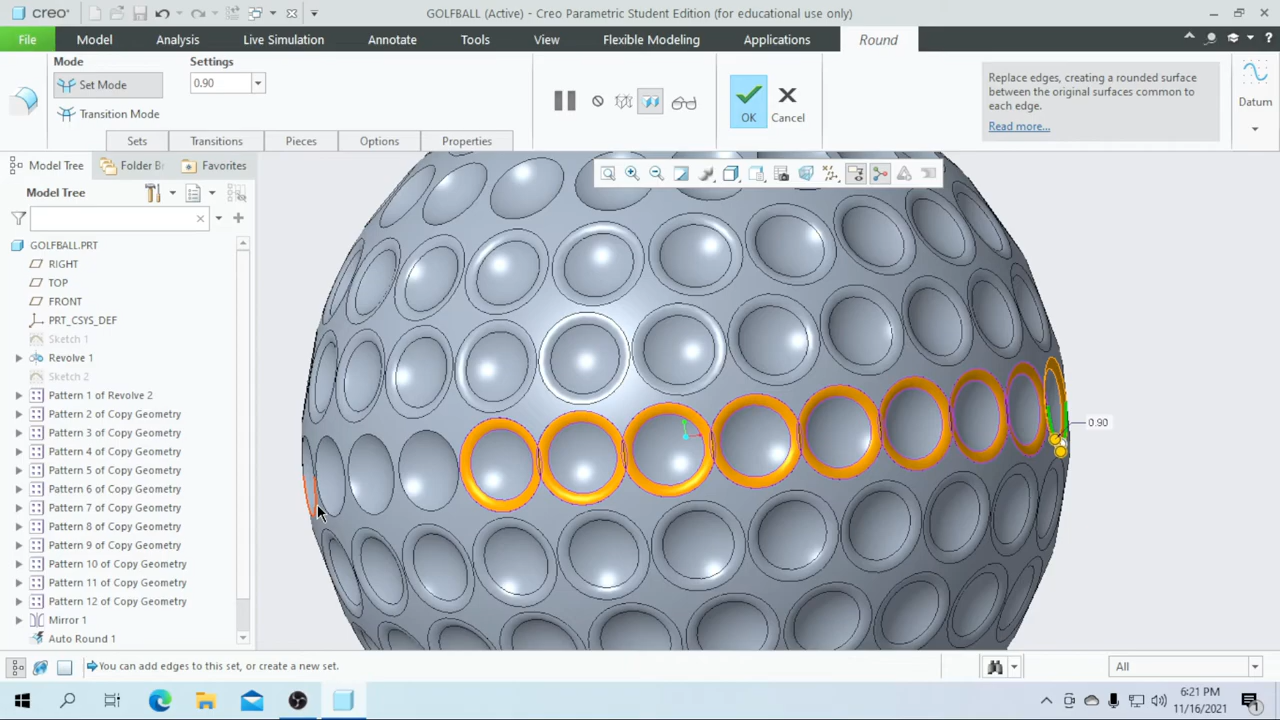 creo°
GOLFBALL (Active) - Creo Parametric Student Edition (for educational use only)
File Model Analysis Live Simulation Annotate Tools View Flexible Modeling Applications Round
Mode
Settings
Set Mode
0.90
Transition Mode
OK
Cancel
Replace edges, creating a rounded surface
between the original surfaces common to
each edge.
Read more...
Datum
Sets Transitions Pieces Options Properties
Model Tree Folder B Favorites
Model Tree
GOLFBALL.PRT
RIGHT
TOP
FRONT
PRT_CSYS_DEF
Sketch 1
Revolve 1
Sketch 2
Pattern 1 of Revolve 2
Pattern 2 of Copy Geometry
Pattern 3 of Copy Geometry
Pattern 4 of Copy Geometry
Pattern 5 of Copy Geometry
Pattern 6 of Copy Geometry
Pattern 7 of Copy Geometry
Pattern 8 of Copy Geometry
Pattern 9 of Copy Geometry
Pattern 10 of Copy Geometry
Pattern 11 of Copy Geometry
Pattern 12 of Copy Geometry
Mirror 1
Auto Round 1
0.90
You can add edges to this set, or create a new set.
All
6:21 PM
11/16/2021